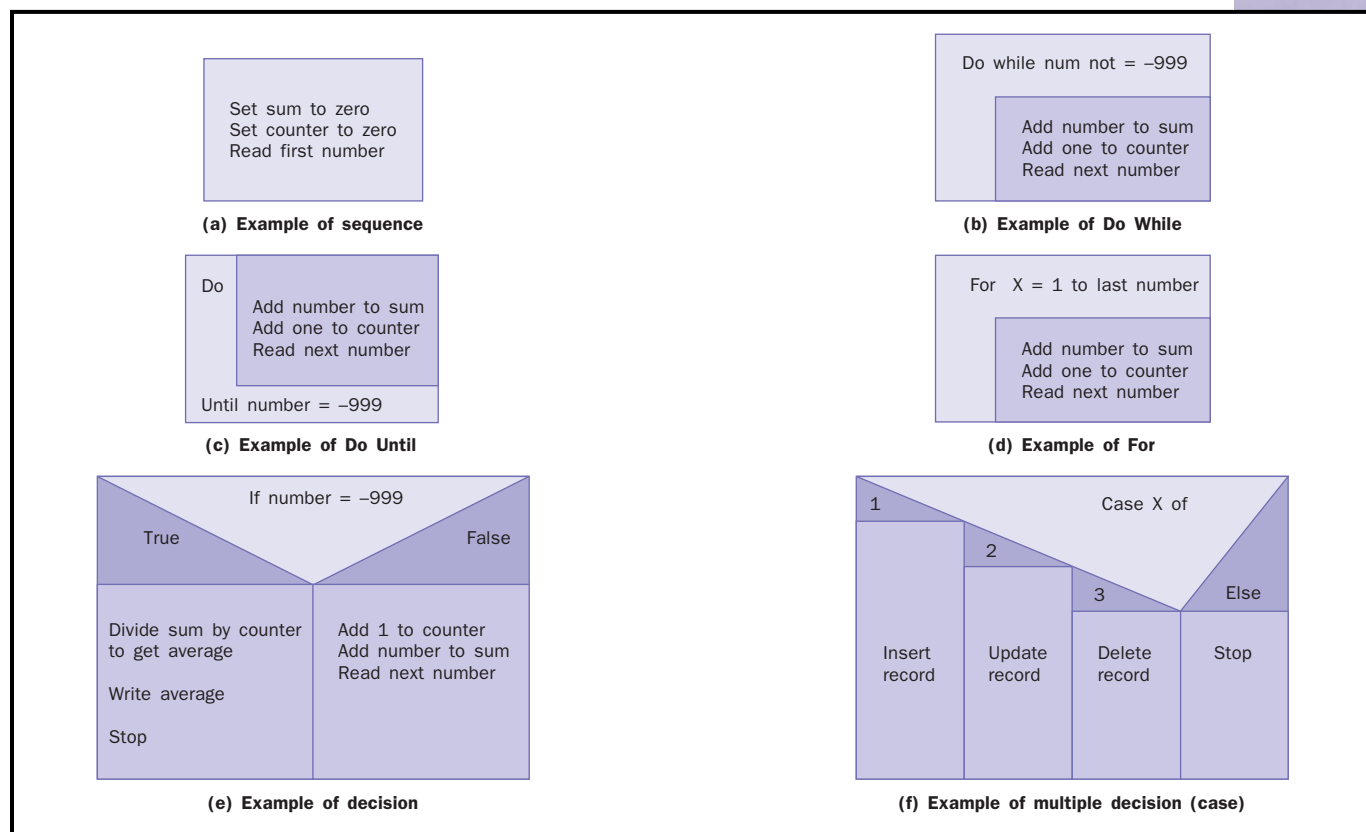 Set sum to zero
Set counter to zero
Read first number
(a) Example of sequence
Do while num not = –999
Add number to sum
Add one to counter
Read next number
(b) Example of Do While
Do
Add number to sum
Add one to counter
Read next number
Until number = –999
(c) Example of Do Until
For X = 1 to last number
Add number to sum
Add one to counter
Read next number
(d) Example of For
If number = –999
True
False
Divide sum by counter
to get average
Write average
Stop
Add 1 to counter
Add number to sum
Read next number
(e) Example of decision
Case X of
1
2
3
Else
Insert
record
Update
record
Delete
record
Stop
(f) Example of multiple decision (case)